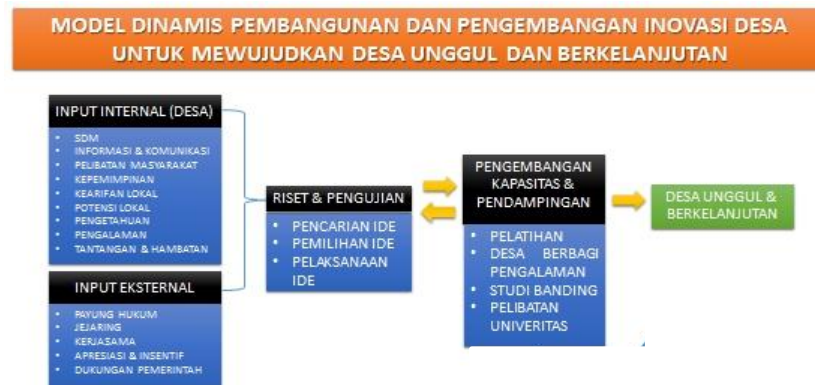 MODEL DINAMIS PEMBANGUNAN DAN PENGEMBANGAN INOVASI DESA
UNTUK MEWUJUDKAN DESA UNGGUL DAN BERKELANJUTAN
INPUT INTERNAL (DESA)
• SDM
• INFORMASI & KOMUNIKASI
• PELIBATAN MASYARAKAT
• KEPEMIMPINAN
• KEARIFAN LOKAL
• POTENSI LOKAL
• PENGETAHUAN
• PENGALAMAN
• TANTANGAN & HAMBATAN
INPUT EKSTERNAL
• PAYUNG HUKUM
• JEJARING
• KERJASAMA
• APRESIASI & INSENTIF
• DUKUNGAN PEMERINTAH
RISET & PENGUJIAN
• PENCARIAN IDE
• PEMILIHAN IDE
• PELAKSANAAN
IDE
PENGEMBANGAN
KAPASITAS &
PENDAMPINGAN
• PELATIHAN
• DESA BERBAGI
PENGALAMAN
• STUDI BANDING
• PELIBATAN
UNIVERITAS
DESA UNGGUL &
BERKELANJUTAN